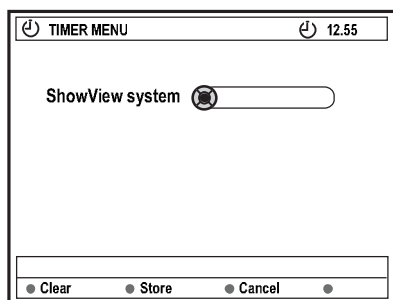 TIMER MENU 12.55
ShowView system
Clear Store Cancel